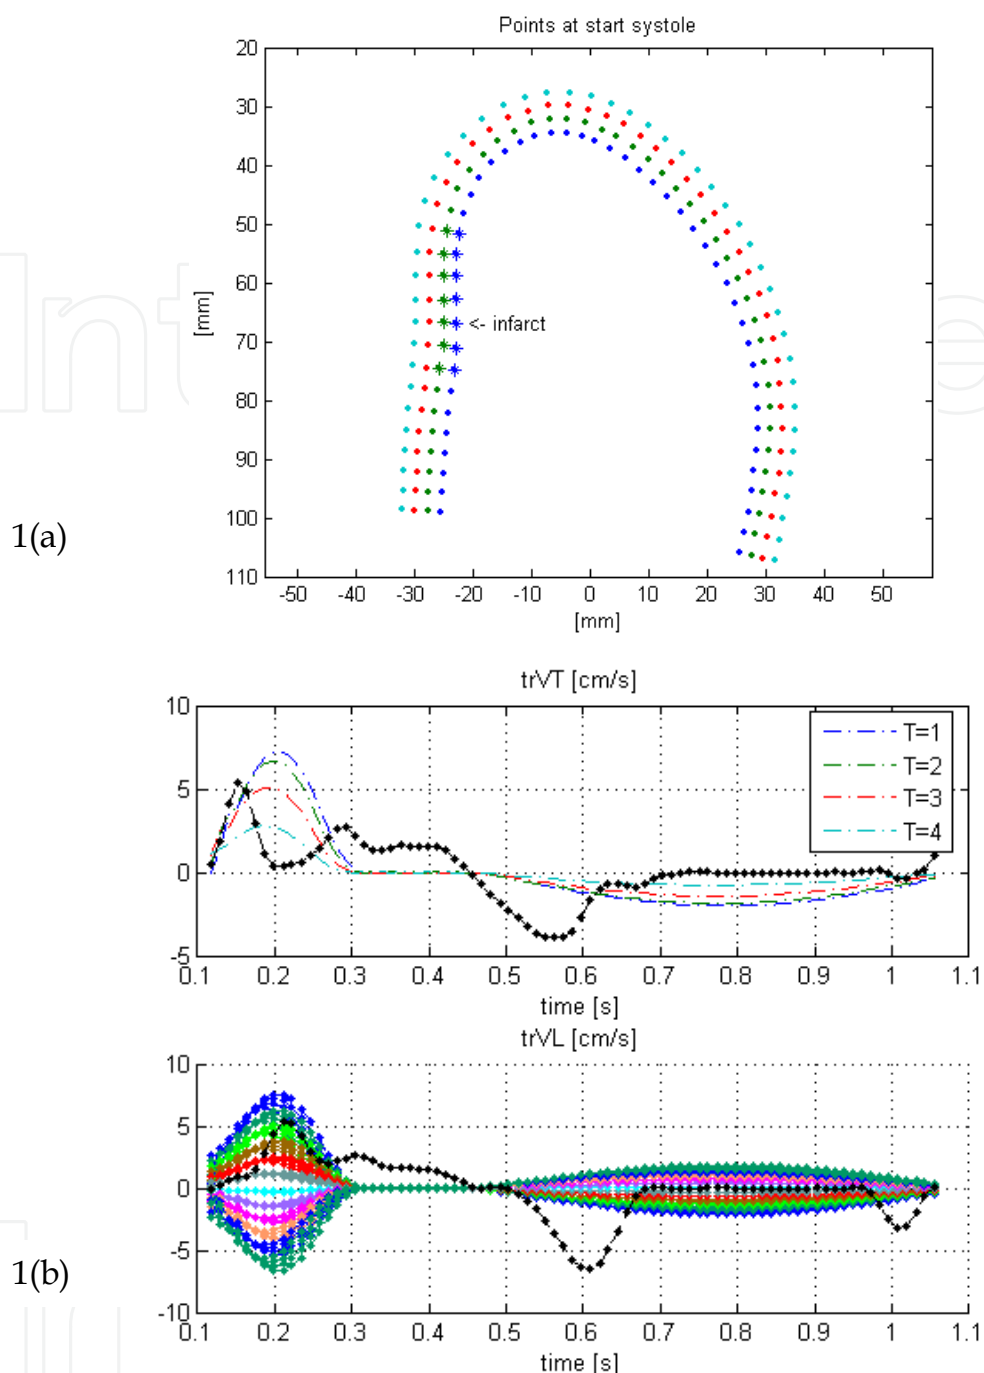 Points at start systole
20
30
40
50
60
70
80
90
100
110
[mm]
<- infarct
-50 -40 -30 -20 -10 0 10 20 30 40 50
[mm]
1(a)
trVT [cm/s]
10
5
0
-5
T=1
T=2
T=3
T=4
0.1 0.2 0.3 0.4 0.5 0.6 0.7 0.8 0.9 1 1.1
time [s]
trVL [cm/s]
10
5
0
-5
-10
0.1 0.2 0.3 0.4 0.5 0.6 0.7 0.8 0.9 1 1.1
time [s]
1(b)